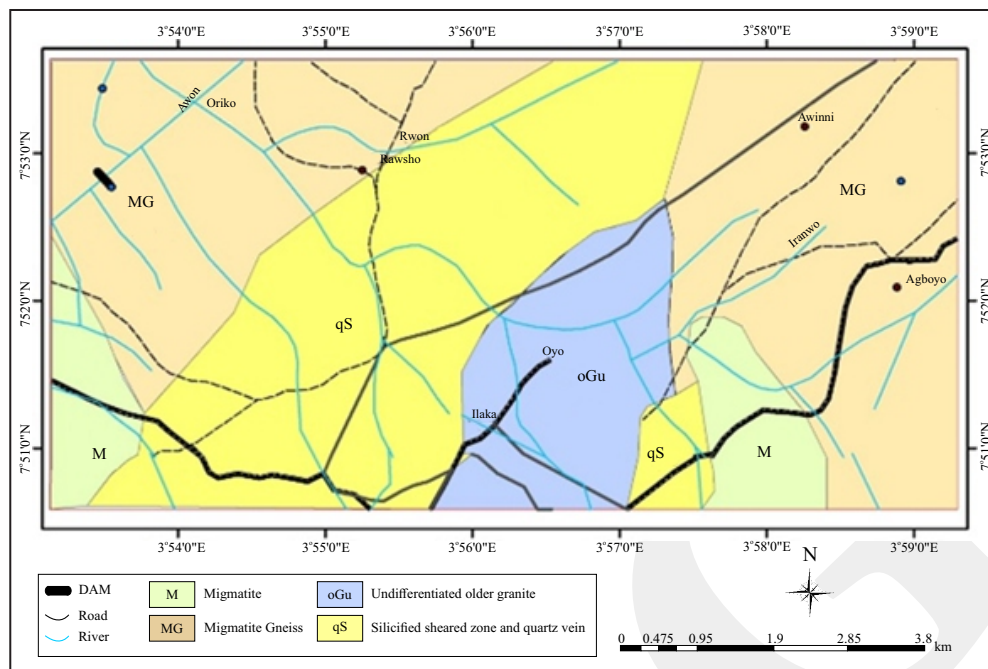 3°54'0"E 3°55'0"E 3°56'0"E 3°57'0"E 3°58'0"E 3°59'0"E
Awon
Oriko
Awinni
Rwon
7°53'0"N 7°53'0"N
Rawsho
MG MG
Iranwo
Agboyo
752'0"N 7°52'0"N
qS
Oyo
oGu
Ilaka
7°51'0"N 7°51'0"N
M qS M
3°54'0"E 3°55'0"E 3°56'0"E 3°57'0"E 3°58'0"E 3°59'0"E
N
DAM M Migmatite oGu Undifferentiated older granite
Road
River MG Migmatite Gneiss qS Silicified sheared zone and quartz vein
0 0.475 0.95 1.9 2.85 3.8
km